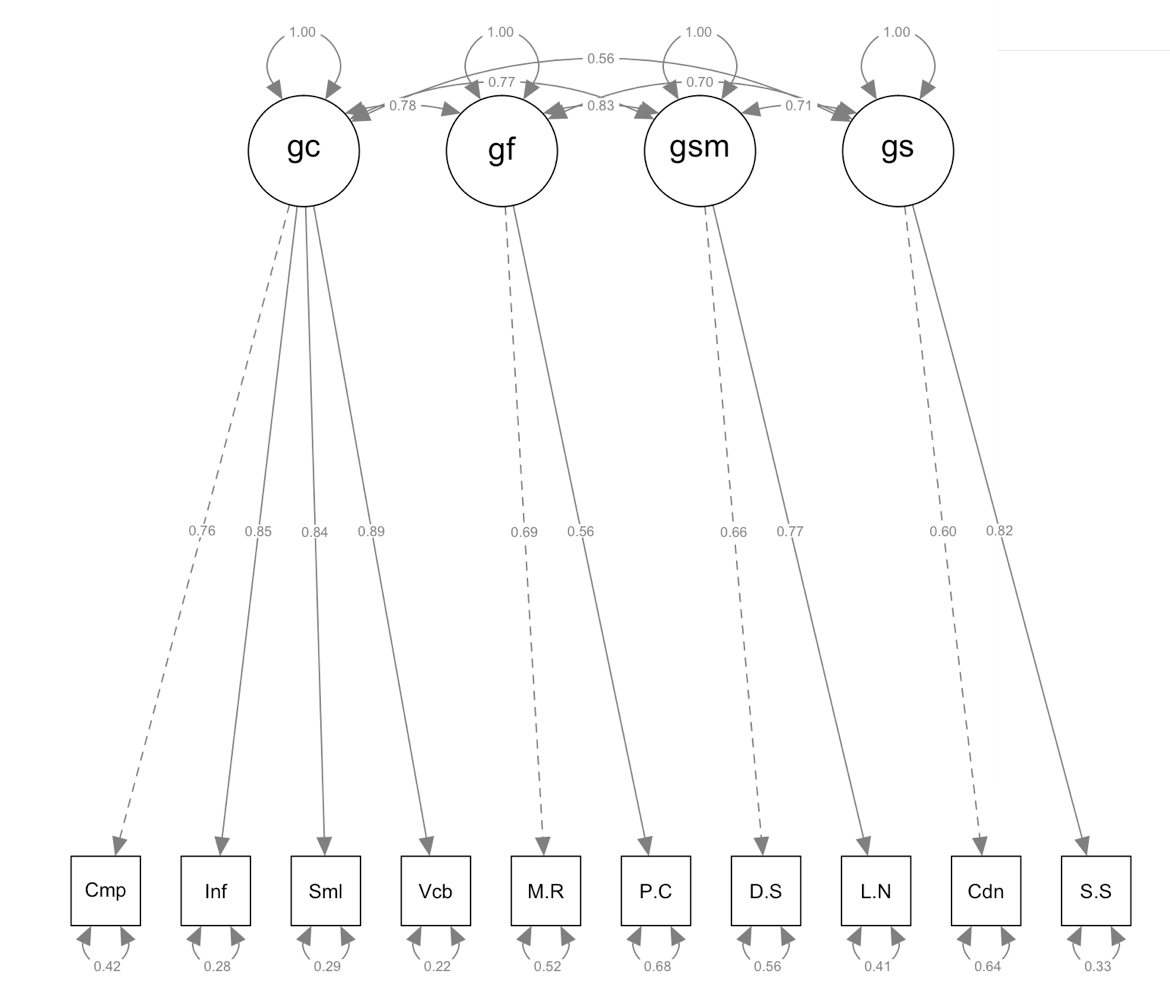 1.00 1.00 1.00 1.00
0.56
0.77 0.70
0.78 0.83 0.71
gc gf gsm gs
0.76 0.85 0.84 0.89 0.69 0.56 0.66 0.77 0.60 0.82
Cmp Inf Sml Vcb M.R P.C D.S L.N Cdn S.S
0.42 0.28 0.29 0.22 0.52 0.68 0.56 0.41 0.64 0.33